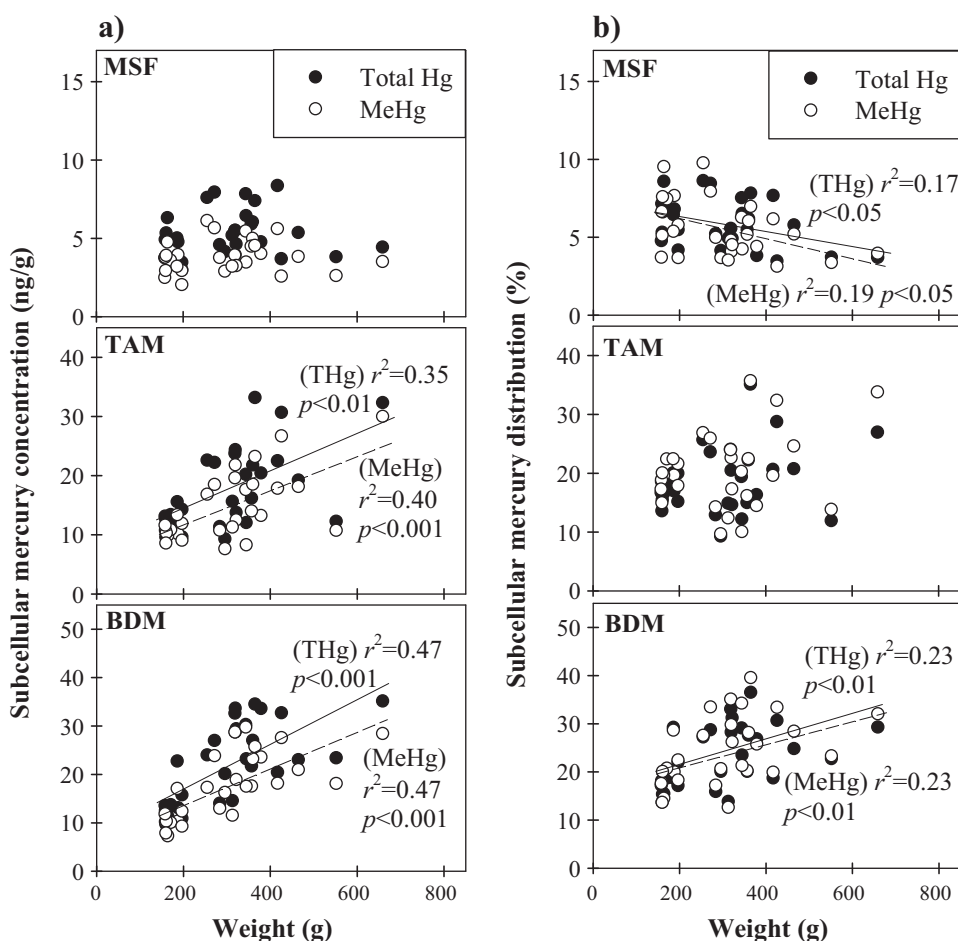 a)
MSF
Total Hg
MeHg
15
10
5
0
TAM
(THg) r²=0.35
p<0.01
(MeHg)
r²=0.40
p<0.001
40
30
20
10
0
BDM
(THg) r²=0.47
p<0.001
(MeHg)
r²=0.47
p<0.001
50
40
30
20
10
0
0 200 400 600 800
Weight (g)
Subcellular mercury concentration (ng/g)
b)
MSF
Total Hg
MeHg
15
10
5
0
(THg) r²=0.17
p<0.05
(MeHg) r²=0.19 p<0.05
TAM
40
30
20
10
0
BDM
(THg) r²=0.23
p<0.01
(MeHg) r²=0.23
p<0.01
50
40
30
20
10
0
0 200 400 600 800
Weight (g)
Subcellular mercury distribution (%)